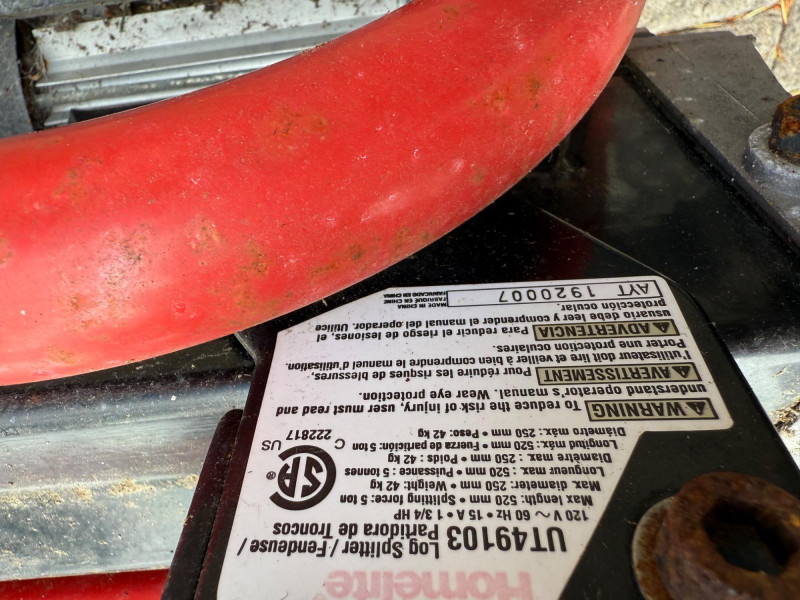 Homelite®
UT49103 Log Splitter / Fendeuse / Partidora de Troncos
120 V ~ 60 Hz • 15 A 1 3/4 HP
Max length: 520 mm • Splitting force: 5 ton
Max diameter: 250 mm • Weight: 42 kg
Longueur max : 520 mm • Puissance : 5 tonnes
Diamètre max : 250 mm • Poids : 42 kg
Longitud máx.: 520 mm • Fuerza de partición: 5 ton
Diámetro máx: 250 mm • Peso: 42 kg
SA ®
C US
222817
WARNING To reduce the risk of injury, user must read and
understand operator's manual. Wear eye protection.
AVERTISSEMENT Pour réduire les risques de blessures,
l'utilisateur doit lire et veiller à bien comprendre le manuel d'utilisation.
Porter une protection oculaires.
ADVERTENCIA Para reducir el riesgo de lesiones, el
usuario debe leer y comprender el manual del operador. Utilice
protección ocular.
AYT 1920007
MADE IN CHINA
FABRIQUÉ EN CHINE
FABRICADO EN CHINA